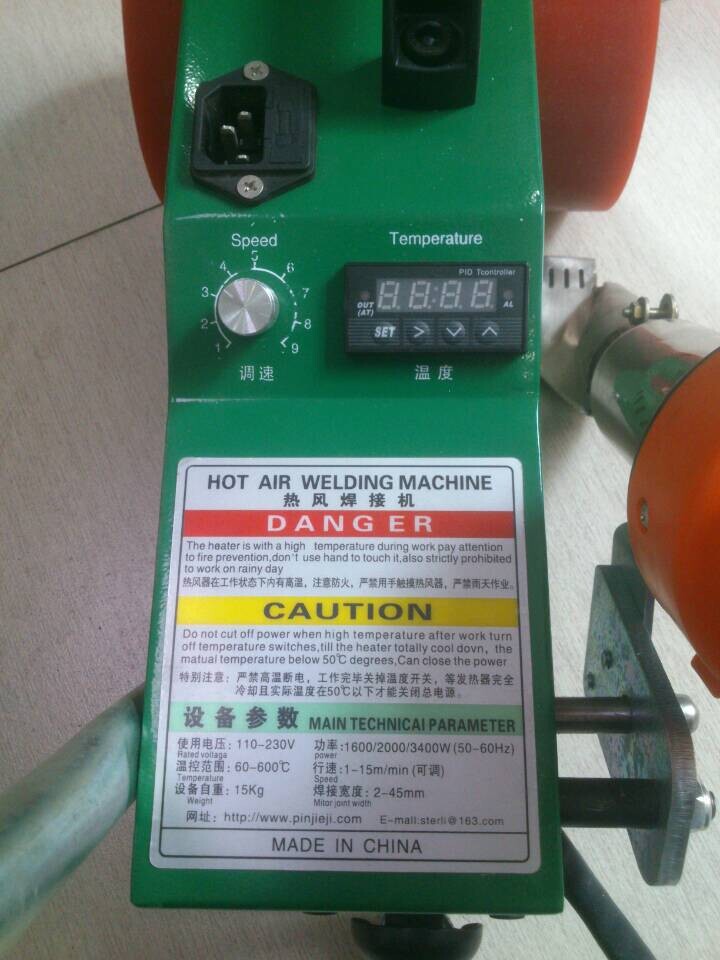 Speed
1 2 3 4 5 6 7 8 9
调速
Temperature
PID Tcontroller
OUT
(AT)
88:88
AL
SET > ∨ ∧
温度
HOT AIR WELDING MACHINE
热风焊接机
DANGER
The heater is with a high temperature during work pay attention
to fire prevention,don't use hand to touch it,also strictly prohibited
to work on rainy day
热风器在工作状态下内有高温，注意防火，严禁用手触摸热风器，严禁雨天作业。
CAUTION
Do not cut off power when high temperature after work turn
off temperature switches,till the heater totally cool dovn, the
matual temperature below 50℃ degrees,Can close the power
特别注意：严禁高温断电，工作完毕关掉温度开关，等发热器完全
冷却且实际温度在50℃以下才能关闭总电源。
设备参数 MAIN TECHNICAI PARAMETER
使用电压: 110-230V 功率:1600/2000/3400W (50-60Hz)
Rated voltaga power
温控范围: 60-600℃ 行速:1-15m/min (可调)
Temperature Speed
设备自重: 15Kg 焊接宽度: 2-45mm
Weight Mitor joint width
网址: http://www.pinjieji.com E-mail:sterli@163.com
MADE IN CHINA